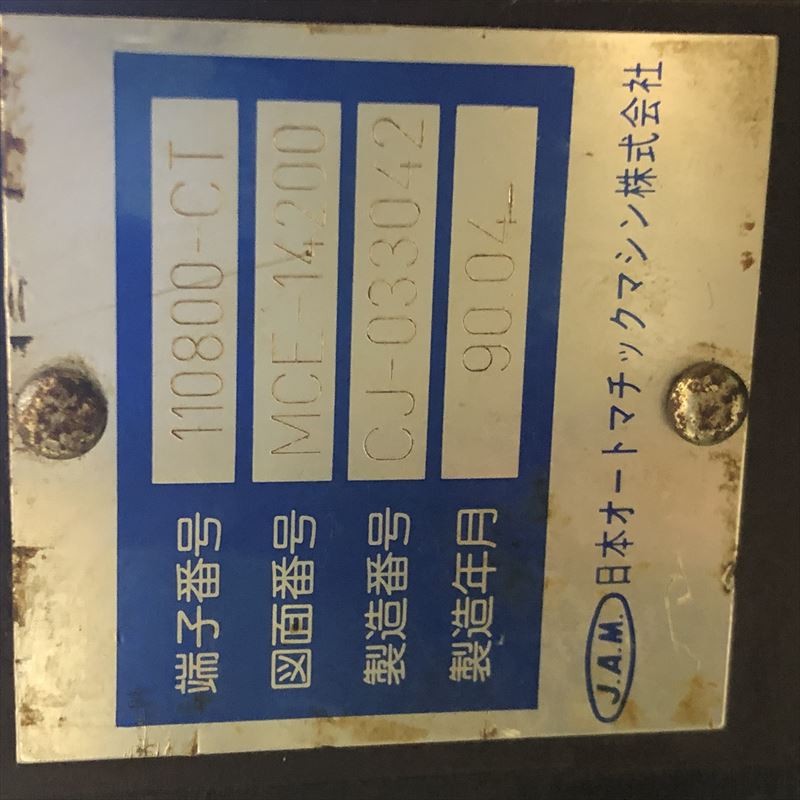 端子番号 110800-CT
図面番号 MCE-14200
製造番号 CJ-033042
製造年月 90.04
J.A.M. 日本オートマチックマシン株式会社